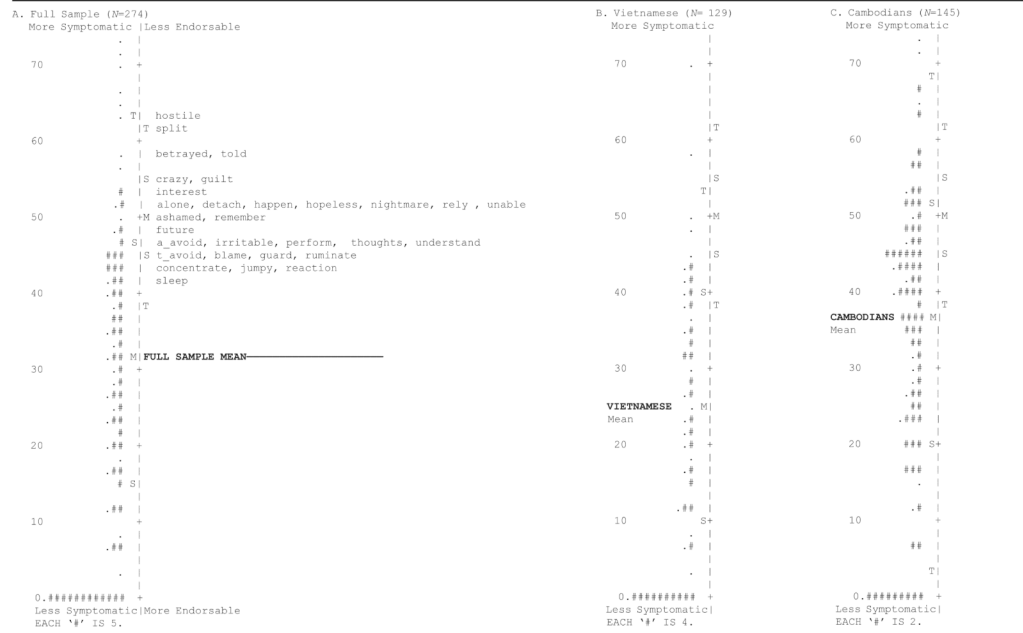 A. Full Sample (N=274)
More Symptomatic |Less Endorsable
. |
. |
70 . +
|
. |
. |
. T| hostile
|T split
60 +
. | betrayed, told
. |
|S crazy, guilt
# | interest
.# | alone, detach, happen, hopeless, nightmare, rely , unable
50 . +M ashamed, remember
.# | future
# S| a_avoid, irritable, perform, thoughts, understand
### |S t_avoid, blame, guard, ruminate
### | concentrate, jumpy, reaction
.## | sleep
40 .## +
.# |T
## |
.## |
.# |
.## M|FULL SAMPLE MEAN
30 .# +
.# |
.## |
.# |
.## |
# |
20 .## +
. |
.## |
# S|
|
.## |
10 +
. |
.## |
|
. |
|
0.############ +
Less Symptomatic|More Endorsable
EACH '#' IS 5.
B. Vietnamese (N= 129)
More Symptomatic
|
|
70 . +
|
|
|
|
|T
60 +
. |
|
|S
T|
|
50 . +M
. |
|
. |S
.# |
.# |
40 .# S+
.# |T
. |
.# |
# |
## |
30 . +
# |
.# |
VIETNAMESE . M|
Mean .# |
.# |
20 .# +
. |
.# |
# |
|
.## |
10 S+
. |
.# |
|
. |
|
0.########## +
Less Symptomatic|
EACH '#' IS 4.
C. Cambodians (N=145)
More Symptomatic
. |
. |
70 +
T|
# |
. |
# |
|T
60 +
# |
## |
|S
.## |
### S|
50 .# +M
### |
.## |
###### |S
.#### |
.## |
40 .#### +
# |T
CAMBODIANS #### M|
Mean ### |
## |
.# |
30 .# +
.# |
.## |
## |
.### |
|
20 ### S+
|
### |
. |
|
.# |
10 +
|
## |
|
T|
|
0.######### +
Less Symptomatic|
EACH '#' IS 2.